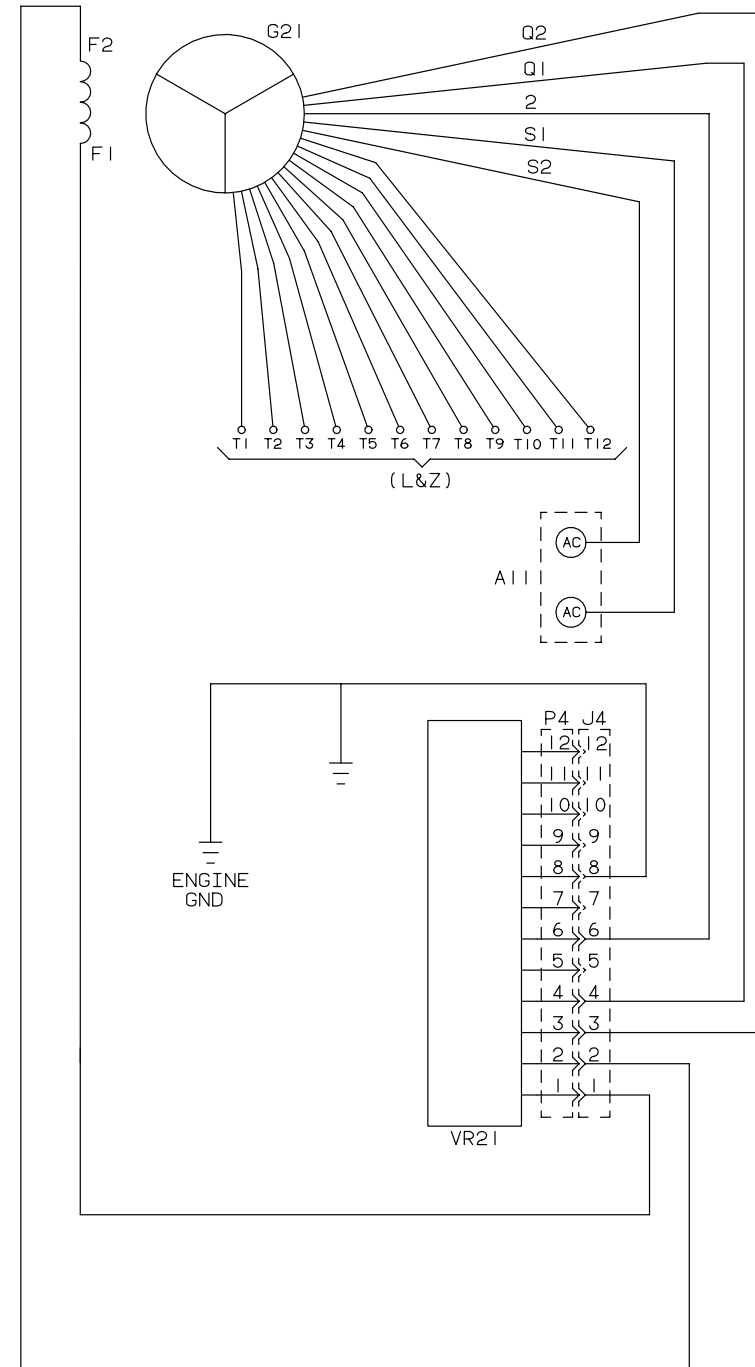 F2
G21
Q2
Q1
2
S1
S2
F1
T1 T2 T3 T4 T5 T6 T7 T8 T9 T10 T11 T12
(L&Z)
AC
A11
AC
P4 J4
12 12
11 11
10 10
9 9
8 8
ENGINE
GND
7 7
6 6
5 5
4 4
3 3
2 2
1 1
VR21